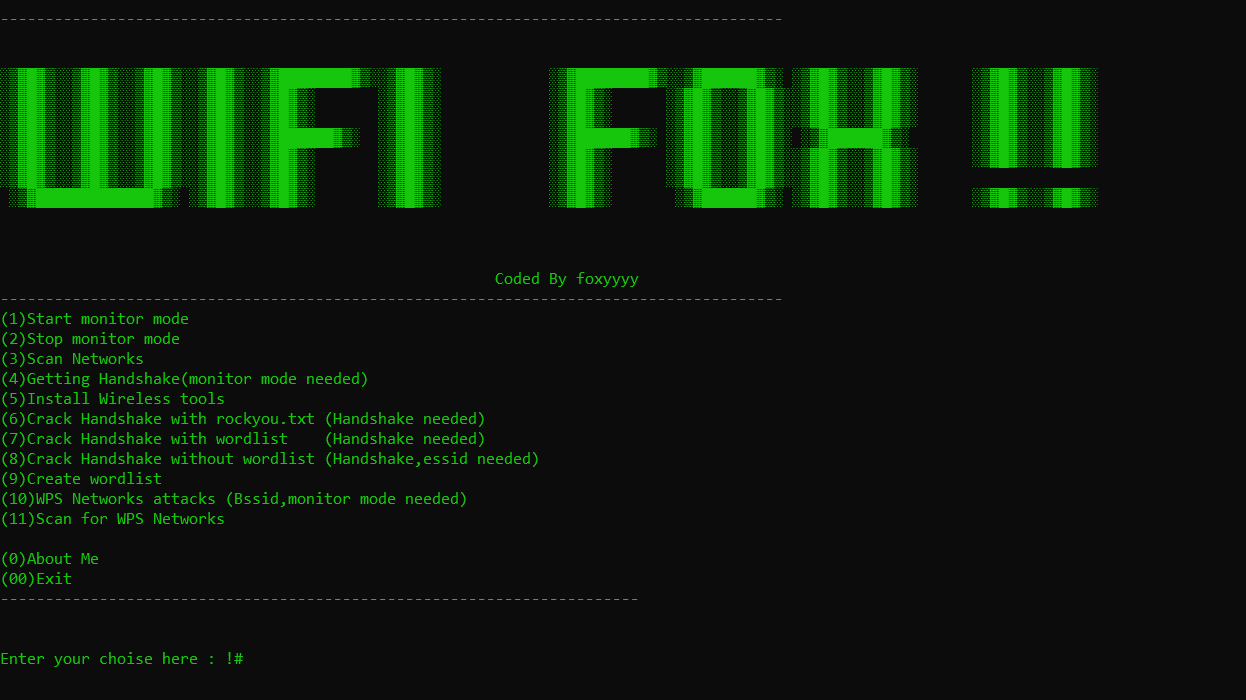 WIFI FOX !!
Coded By foxyyyy
(1)Start monitor mode
(2)Stop monitor mode
(3)Scan Networks
(4)Getting Handshake(monitor mode needed)
(5)Install Wireless tools
(6)Crack Handshake with rockyou.txt (Handshake needed)
(7)Crack Handshake with wordlist    (Handshake needed)
(8)Crack Handshake without wordlist (Handshake,essid needed)
(9)Create wordlist
(10)WPS Networks attacks (Bssid,monitor mode needed)
(11)Scan for WPS Networks
(0)About Me
(00)Exit
Enter your choise here : !#